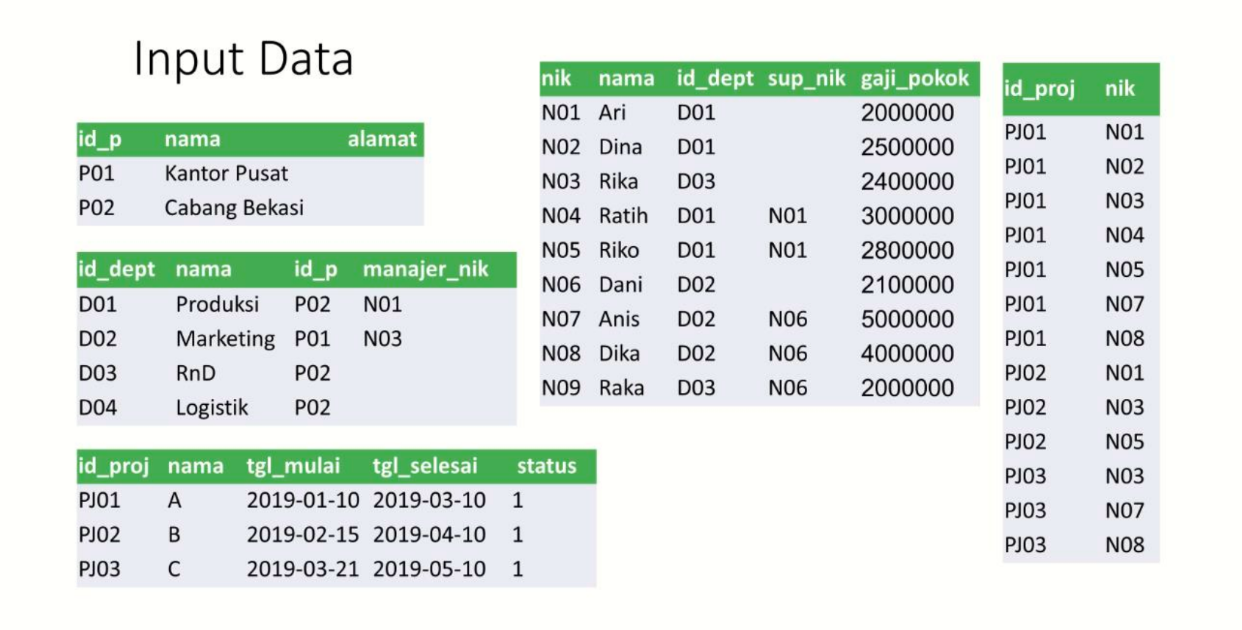 Input Data
id_p nama alamat
P01 Kantor Pusat
P02 Cabang Bekasi
id_dept nama id_p manajer_nik
D01 Produksi P02 N01
D02 Marketing P01 N03
D03 RnD P02
D04 Logistik P02
id_proj nama tgl_mulai tgl_selesai status
PJ01 A 2019-01-10 2019-03-10 1
PJ02 B 2019-02-15 2019-04-10 1
PJ03 C 2019-03-21 2019-05-10 1
nik nama id_dept sup_nik gaji_pokok
N01 Ari D01 2000000
N02 Dina D01 2500000
N03 Rika D03 2400000
N04 Ratih D01 N01 3000000
N05 Riko D01 N01 2800000
N06 Dani D02 2100000
N07 Anis D02 N06 5000000
N08 Dika D02 N06 4000000
N09 Raka D03 N06 2000000
id_proj nik
PJ01 N01
PJ01 N02
PJ01 N03
PJ01 N04
PJ01 N05
PJ01 N07
PJ01 N08
PJ02 N01
PJ02 N03
PJ02 N05
PJ03 N03
PJ03 N07
PJ03 N08